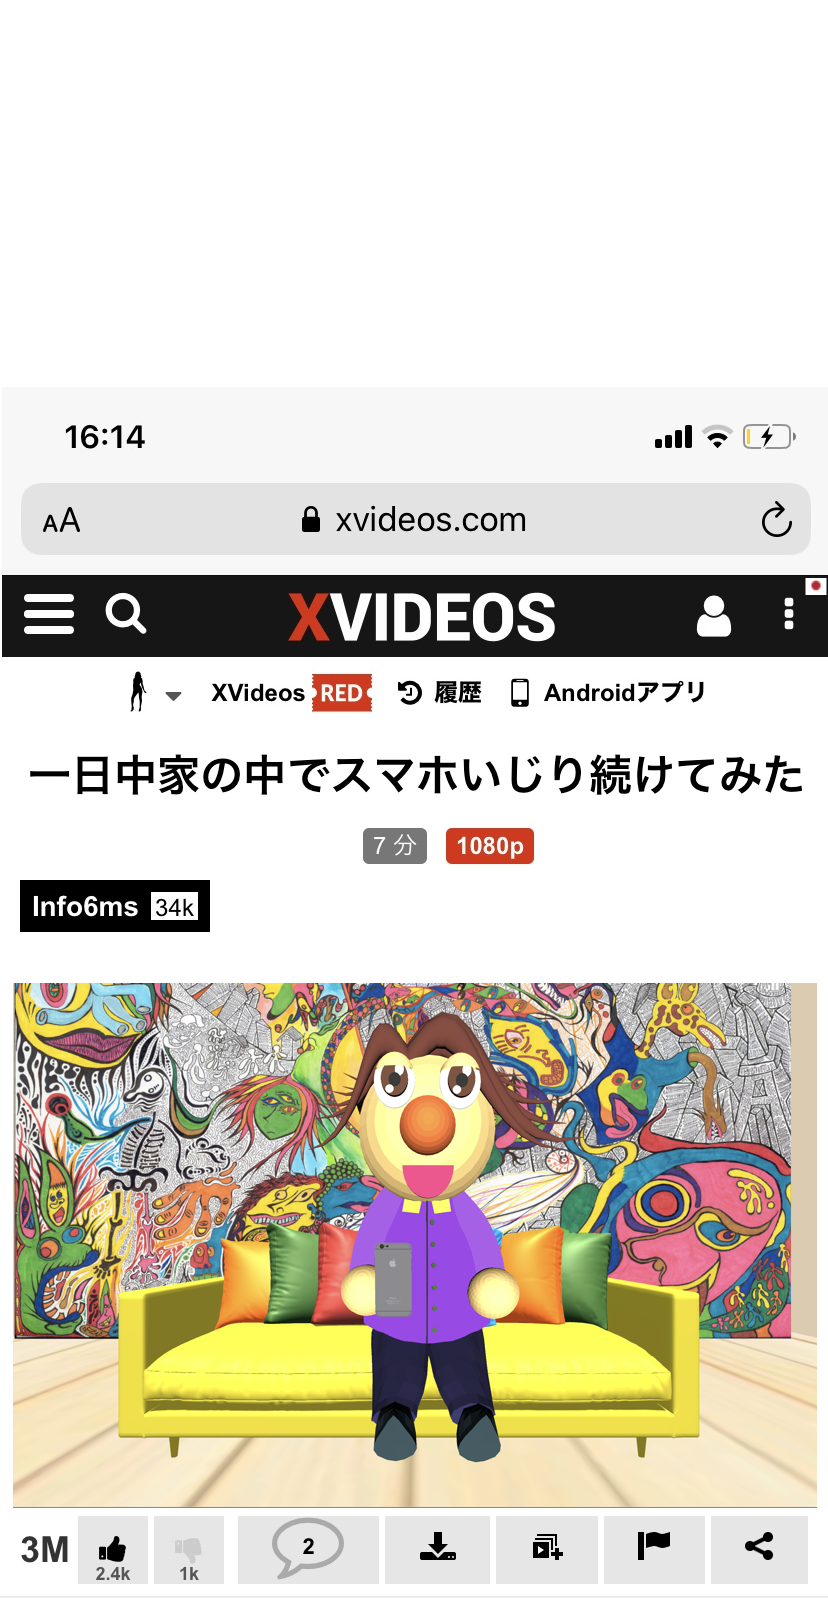 16:14
AA xvideos.com
XVIDEOS
XVideos RED 履歴 Androidアプリ
一日中家の中でスマホいじり続けてみた
7 分 1080p
Info6ms 34k
3M 2.4k 1k 2